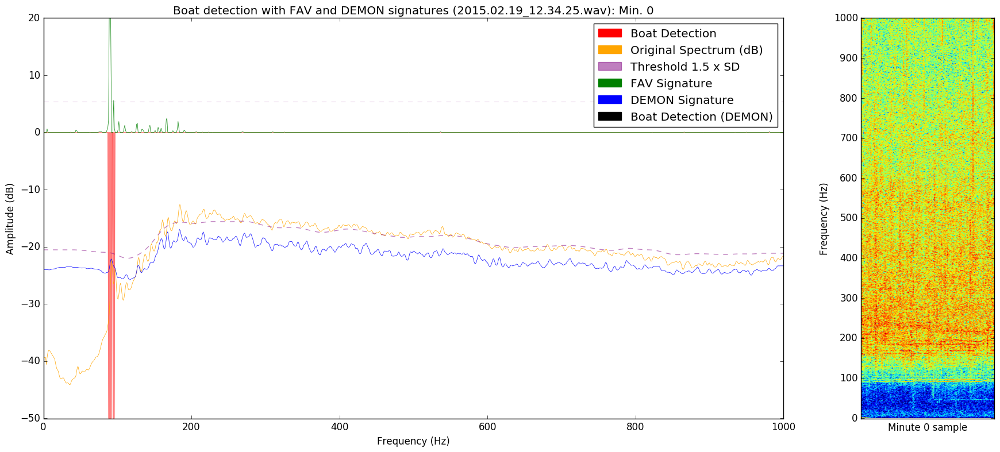 Boat detection with FAV and DEMON signatures (2015.02.19_12.34.25.wav): Min. 0
Boat Detection
Original Spectrum (dB)
Threshold 1.5 x SD
FAV Signature
DEMON Signature
Boat Detection (DEMON)
Amplitude (dB)
20
10
0
−10
−20
−30
−40
−50
0
200
400
600
800
1000
Frequency (Hz)
Frequency (Hz)
1000
900
800
700
600
500
400
300
200
100
0
Minute 0 sample